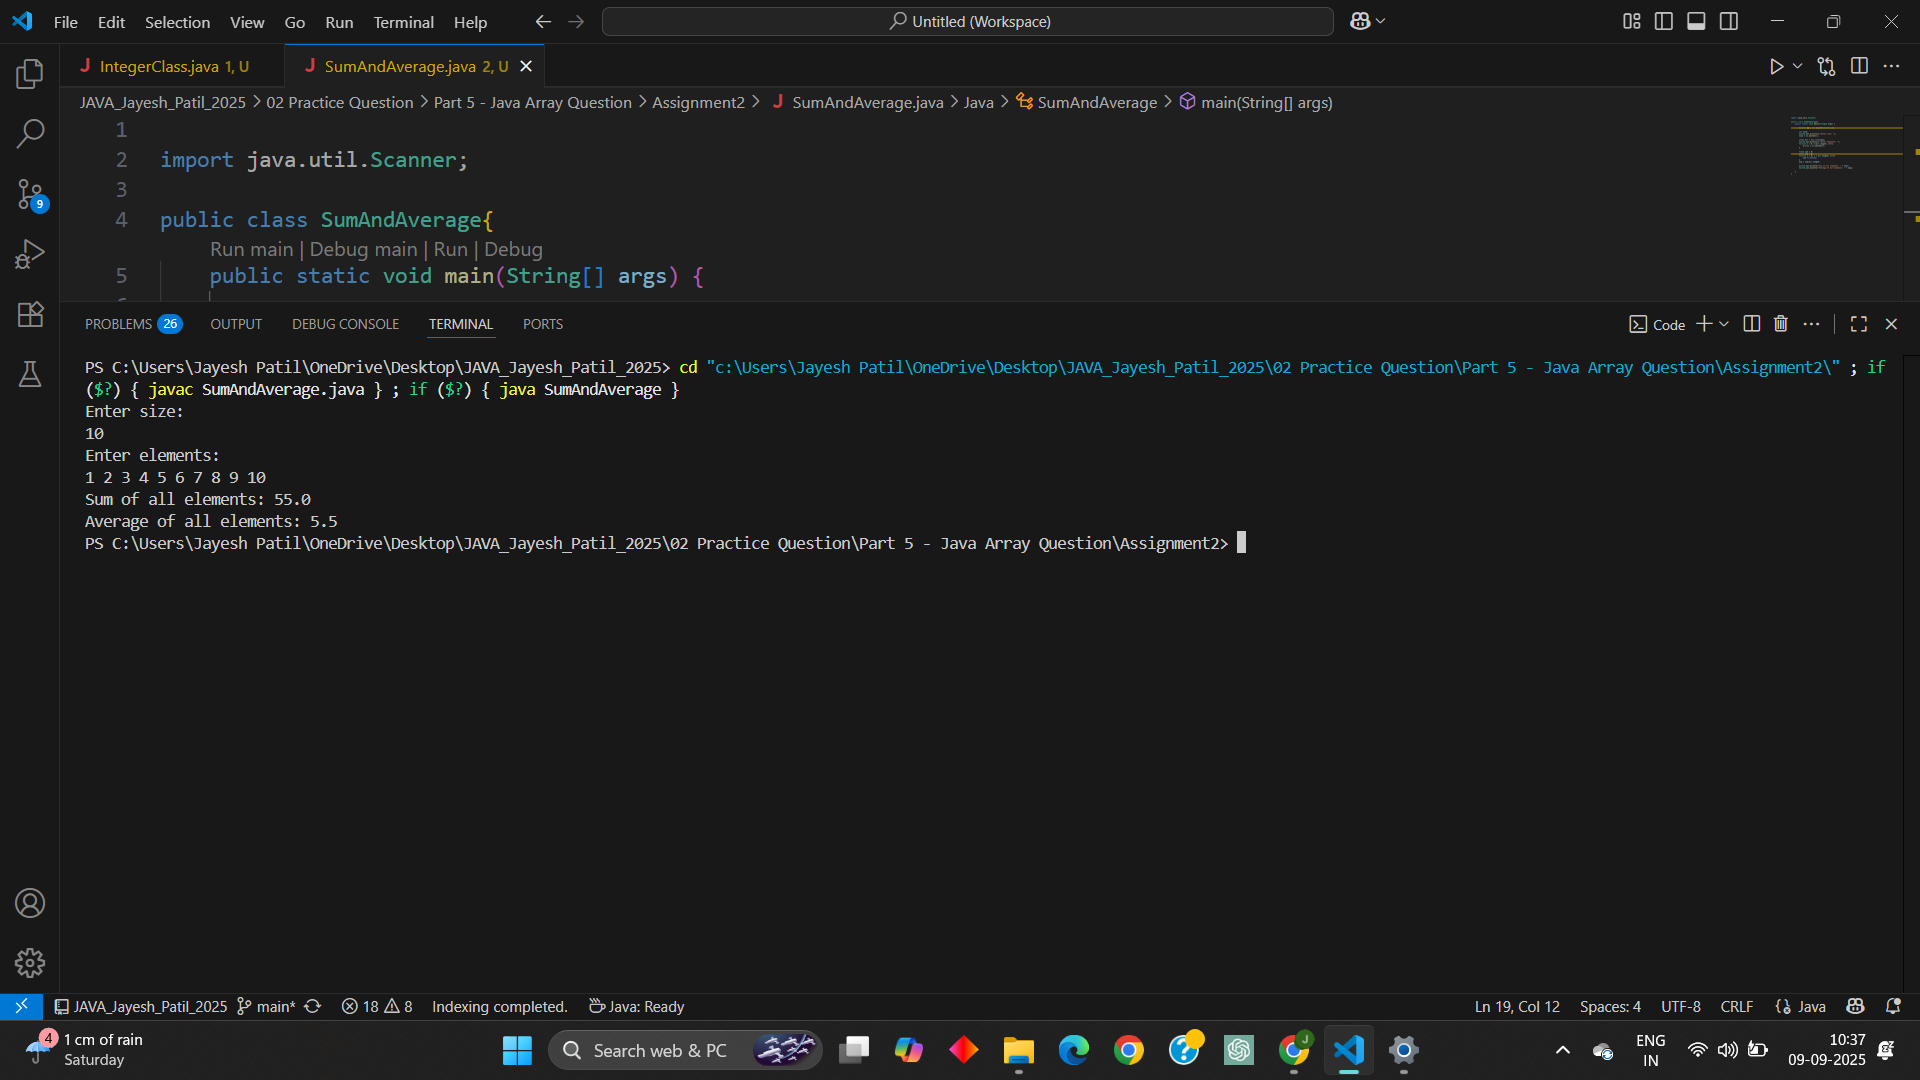 File Edit Selection View Go Run Terminal Help
Untitled (Workspace)
IntegerClass.java 1, U
SumAndAverage.java 2, U
JAVA_Jayesh_Patil_2025 > 02 Practice Question > Part 5 - Java Array Question > Assignment2 > SumAndAverage.java > Java > SumAndAverage > main(String[] args)
1
2 import java.util.Scanner;
3
4 public class SumAndAverage{
Run main | Debug main | Run | Debug
5 public static void main(String[] args) {
9
PROBLEMS 26 OUTPUT DEBUG CONSOLE TERMINAL PORTS
Code
PS C:\Users\Jayesh Patil\OneDrive\Desktop\JAVA_Jayesh_Patil_2025> cd "c:\Users\Jayesh Patil\OneDrive\Desktop\JAVA_Jayesh_Patil_2025\02 Practice Question\Part 5 - Java Array Question\Assignment2\" ; if
($?) { javac SumAndAverage.java } ; if ($?) { java SumAndAverage }
Enter size:
10
Enter elements:
1 2 3 4 5 6 7 8 9 10
Sum of all elements: 55.0
Average of all elements: 5.5
PS C:\Users\Jayesh Patil\OneDrive\Desktop\JAVA_Jayesh_Patil_2025\02 Practice Question\Part 5 - Java Array Question\Assignment2>
JAVA_Jayesh_Patil_2025 main* 18 8 Indexing completed. Java: Ready
Ln 19, Col 12 Spaces: 4 UTF-8 CRLF {} Java
4
1 cm of rain
Saturday
Search web & PC
J
ENG
IN
10:37
09-09-2025